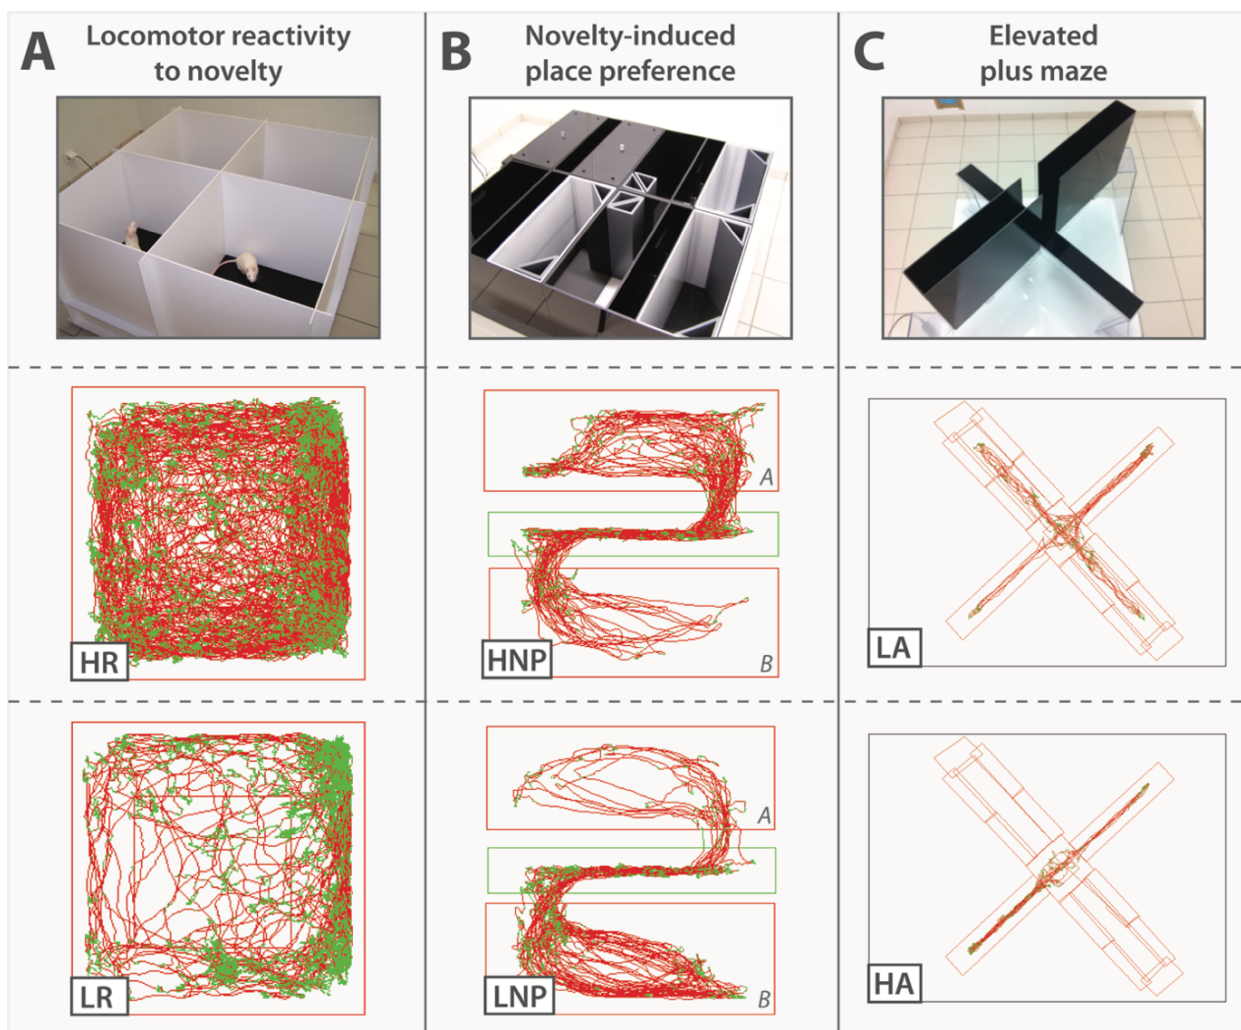 A
Locomotor reactivity
to novelty
B
Novelty-induced
place preference
C
Elevated
plus maze
HR
A
HNP
B
LA
LR
A
LNP
B
HA